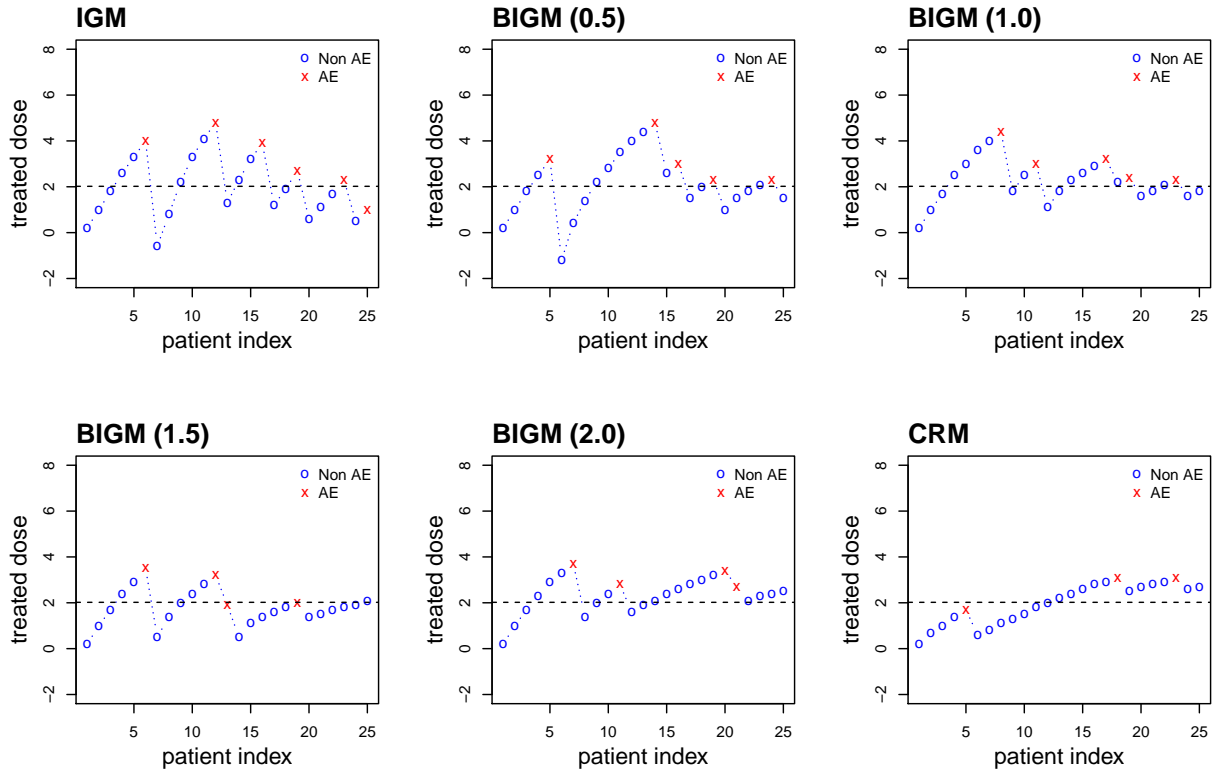 IGM
o Non AE
x AE
treated dose
8
6
4
2
0
−2
5 10 15 20 25
patient index
BIGM (0.5)
o Non AE
x AE
treated dose
8
6
4
2
0
−2
5 10 15 20 25
patient index
BIGM (1.0)
o Non AE
x AE
treated dose
8
6
4
2
0
−2
5 10 15 20 25
patient index
BIGM (1.5)
o Non AE
x AE
treated dose
8
6
4
2
0
−2
5 10 15 20 25
patient index
BIGM (2.0)
o Non AE
x AE
treated dose
8
6
4
2
0
−2
5 10 15 20 25
patient index
CRM
o Non AE
x AE
treated dose
8
6
4
2
0
−2
5 10 15 20 25
patient index